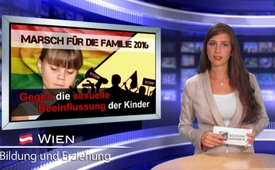 MARSCH FÜR DIE FAMILIE 2016
Gegen die sexuelle
Beeinflussung der Kinder
WIEN
Bildung und Erziehung